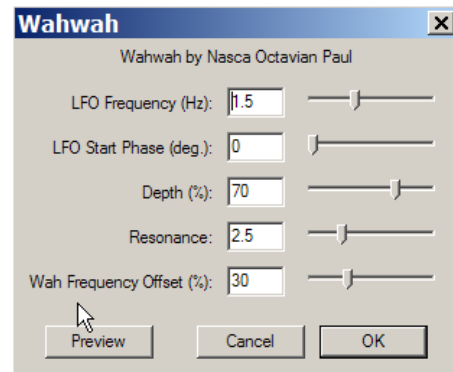 Wahwah
Wahwah by Nasca Octavian Paul
LFO Frequency (Hz): 1.5
LFO Start Phase (deg.): 0
Depth (%): 70
Resonance: 2.5
Wah Frequency Offset (%): 30
Preview Cancel OK